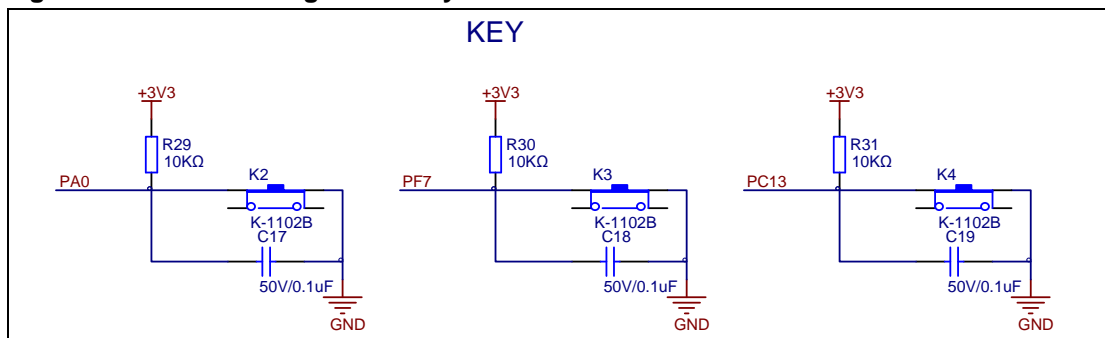 KEY
+3V3
R29
10KΩ
PA0
K2
K-1102B
C17
50V/0.1uF
GND
+3V3
R30
10KΩ
PF7
K3
K-1102B
C18
50V/0.1uF
GND
+3V3
R31
10KΩ
PC13
K4
K-1102B
C19
50V/0.1uF
GND